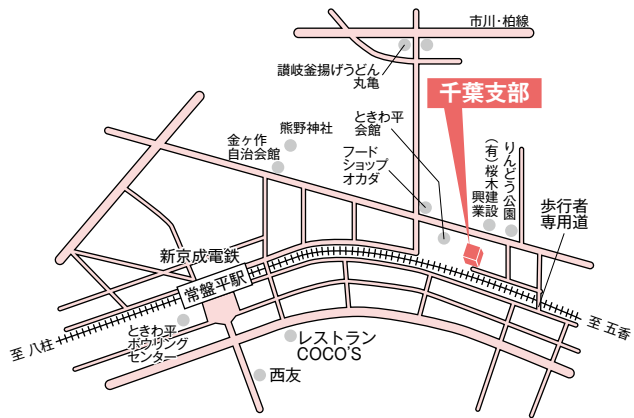 市川・柏線
讃岐釜揚げうどん
丸亀
千葉支部
ときわ平
会館
熊野神社
金ヶ作
自治会館
フード
ショップ
オカダ
りんどう公園
(有)桜木建設
興業
歩行者
専用道
新京成電鉄
常盤平駅
至 八柱
ときわ平
ボウリング
センター
レストラン
COCO'S
西友
至 五香